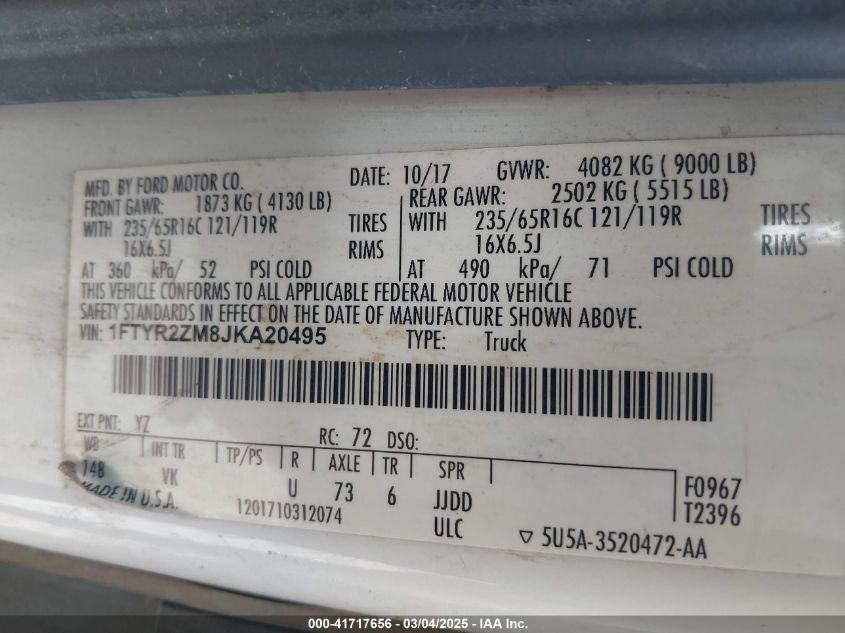 MFD. BY FORD MOTOR CO. DATE: 10/17 GVWR: 4082 KG ( 9000 LB)
FRONT GAWR: 1873 KG ( 4130 LB) REAR GAWR: 2502 KG ( 5515 LB)
WITH 235/65R16C 121/119R TIRES WITH 235/65R16C 121/119R TIRES
16X6.5J RIMS 16X6.5J RIMS
AT 360 kPa/ 52 PSI COLD AT 490 kPa/ 71 PSI COLD
THIS VEHICLE CONFORMS TO ALL APPLICABLE FEDERAL MOTOR VEHICLE
SAFETY STANDARDS IN EFFECT ON THE DATE OF MANUFACTURE SHOWN ABOVE.
VIN: 1FTYR2ZM8JKA20495 TYPE: Truck
EXT PNT: YZ RC: 72 DSO:
WB INT TR TP/PS R AXLE TR SPR
148 VK U 73 6 JJDD F0967
MADE IN U.S.A. 1201710312074 ULC T2396
▽ 5U5A-3520472-AA
000-41717656 - 03/04/2025 - IAA Inc.